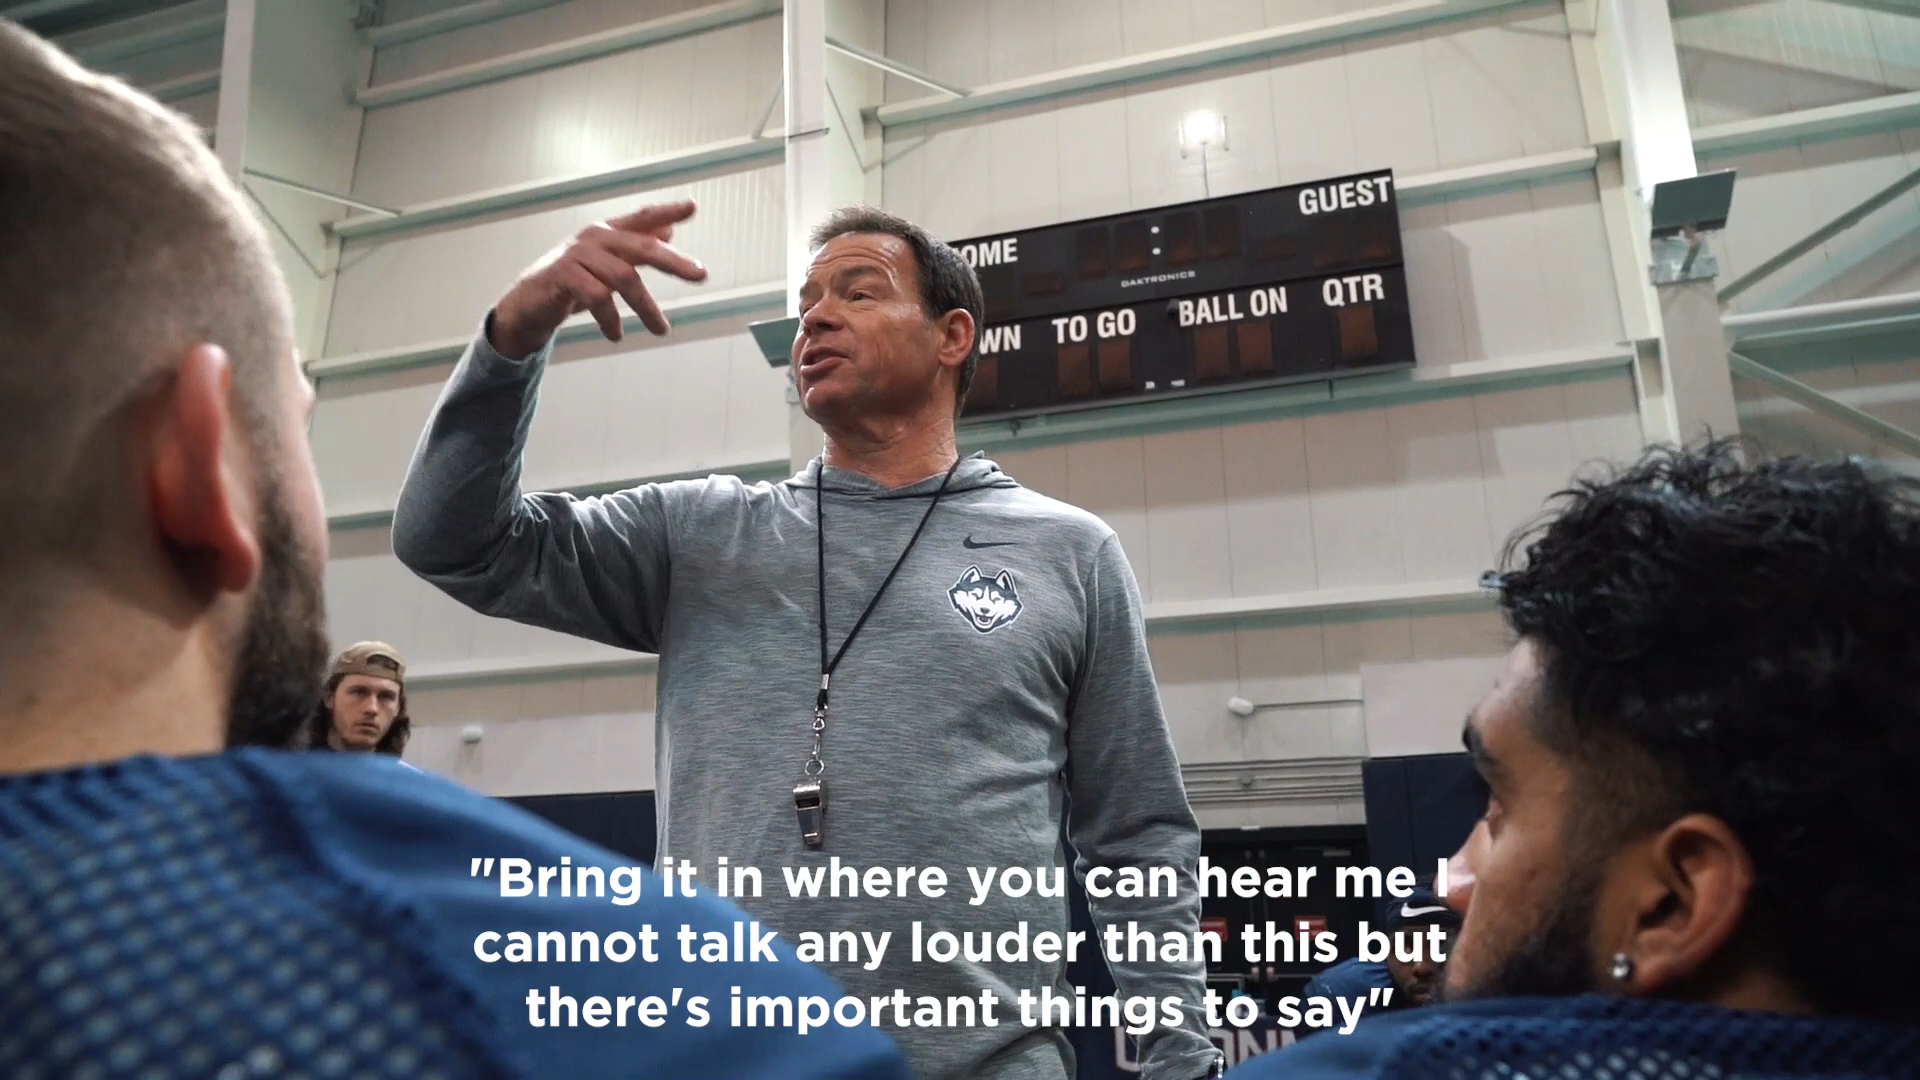 GUEST
OME
DAKTRONICS
WN TO GO BALL ON QTR
"Bring it in where you can hear me I
cannot talk any louder than this but
there's important things to say"